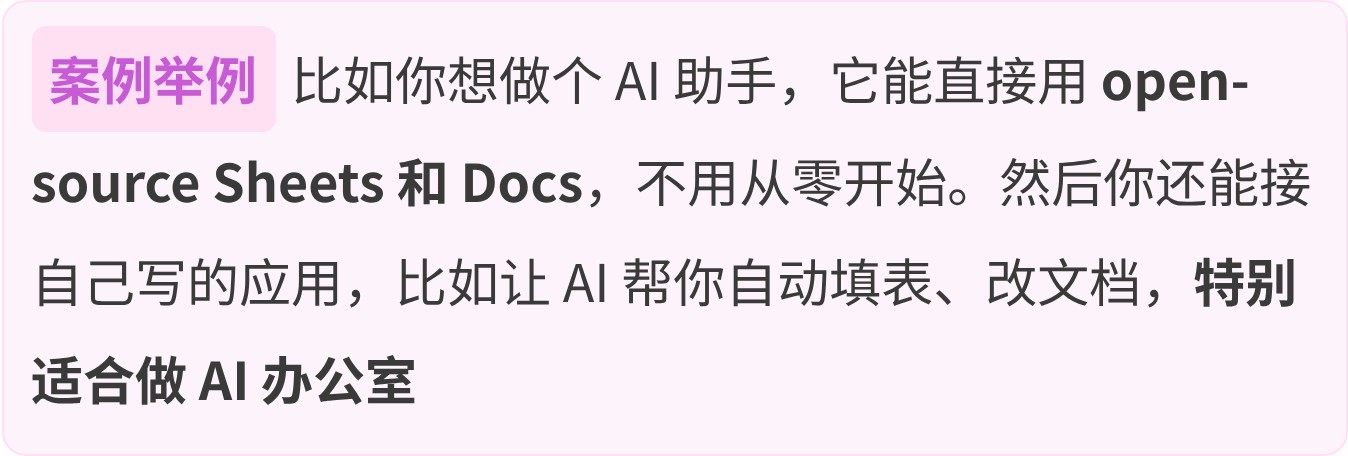 案例举例 比如你想做个 AI 助手，它能直接用 open-
source Sheets 和 Docs，不用从零开始。然后你还能接
自己写的应用，比如让 AI 帮你自动填表、改文档，特别
适合做 AI 办公室